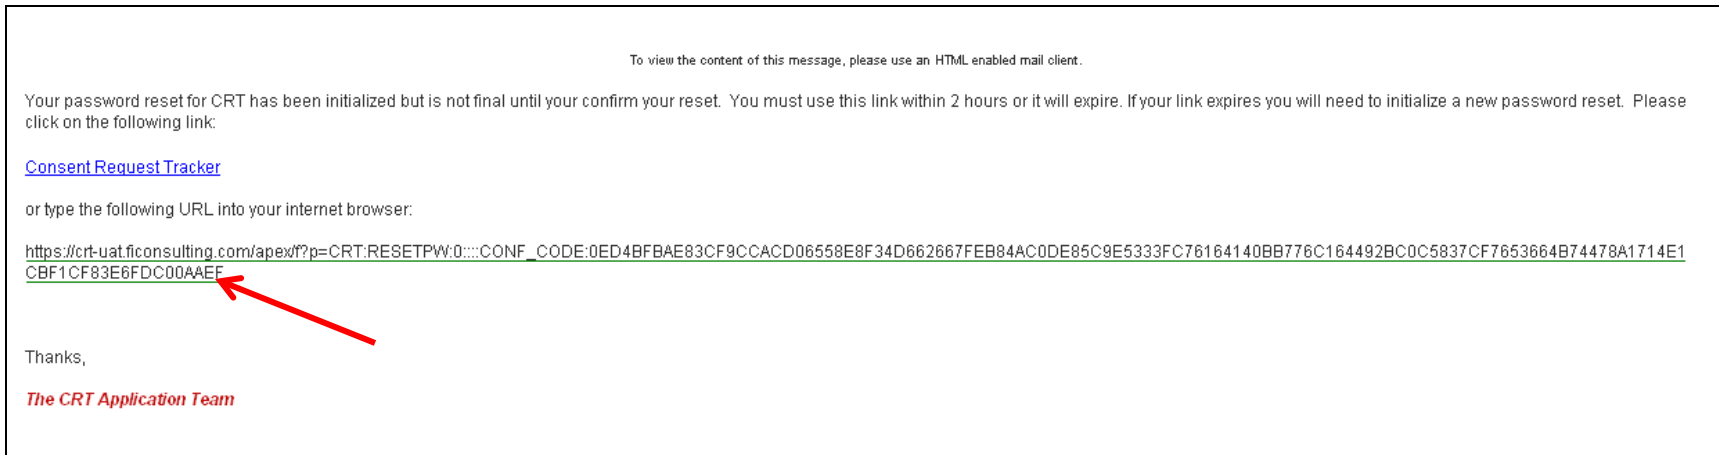 To view the content of this message, please use an HTML enabled mail client.
Your password reset for CRT has been initialized but is not final until your confirm your reset.  You must use this link within 2 hours or it will expire. If your link expires you will need to initialize a new password reset.  Please
click on the following link:
Consent Request Tracker
or type the following URL into your internet browser:
https://crt-uat.ficonsulting.com/apex/f?p=CRT:RESETPW:0::::CONF_CODE:0ED4BFBAE83CF9CCACD06558E8F34D662667FEB84AC0DE85C9E5333FC76164140BB776C164492BC0C5837CF7653664B74478A1714E1
CBF1CF83E6FDC00AAEF
Thanks,
The CRT Application Team